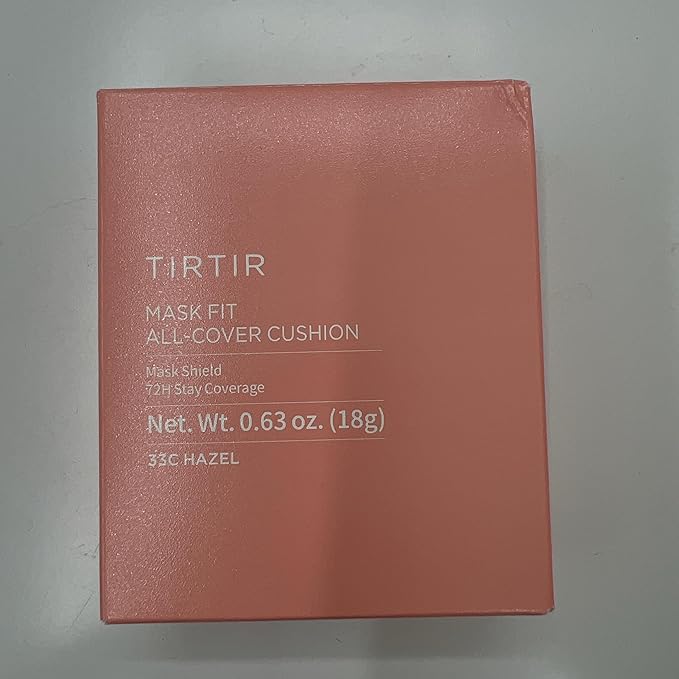 TIRTIR
MASK FIT
ALL-COVER CUSHION
Mask Shield
72H Stay Coverage
Net. Wt. 0.63 oz. (18g)
33C HAZEL